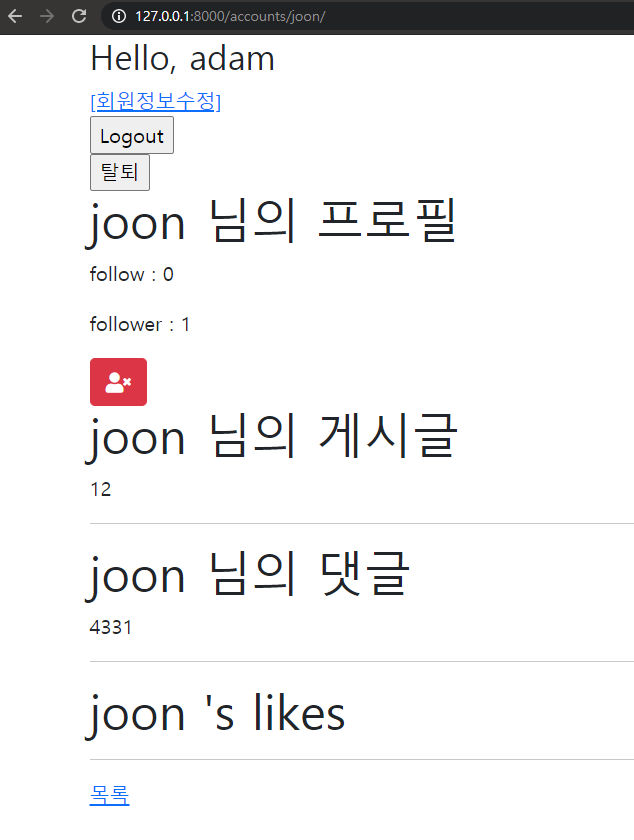 127.0.0.1:8000/accounts/joon/
Hello, adam
[회원정보수정]
Logout
탈퇴
joon 님의 프로필
follow : 0
follower : 1
joon 님의 게시글
12
joon 님의 댓글
4331
joon 's likes
목록